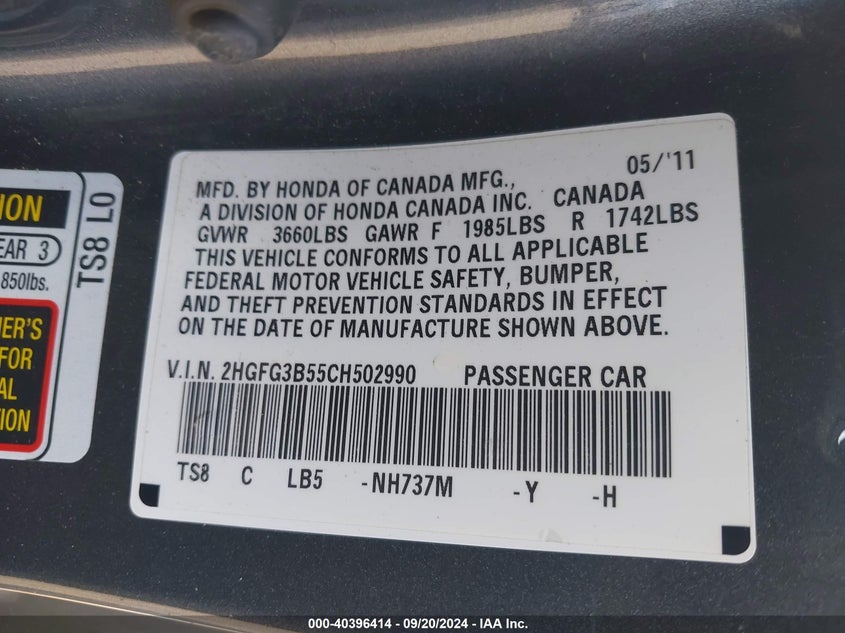 05/'11
MFD. BY HONDA OF CANADA MFG.,
A DIVISION OF HONDA CANADA INC. CANADA
GVWR 3660LBS GAWR F 1985LBS R 1742LBS
THIS VEHICLE CONFORMS TO ALL APPLICABLE
FEDERAL MOTOR VEHICLE SAFETY, BUMPER,
AND THEFT PREVENTION STANDARDS IN EFFECT
ON THE DATE OF MANUFACTURE SHOWN ABOVE.
V.I.N. 2HGFG3B55CH502990 PASSENGER CAR
TS8 C LB5 -NH737M -Y -H
TS8 L0
ION
EAR 3
850lbs.
ER'S
FOR
AL
TION
000-40396414 - 09/20/2024 - IAA Inc.